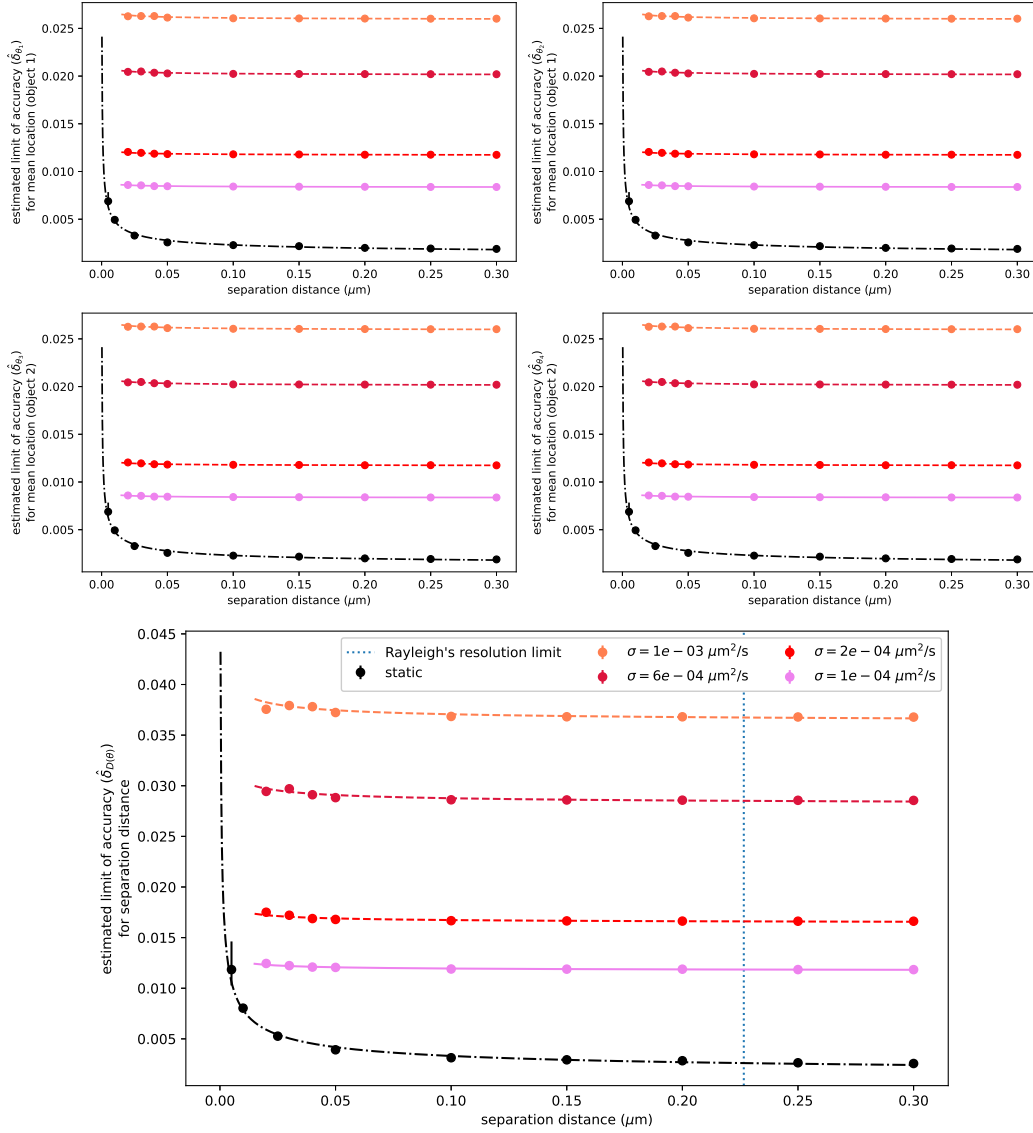 estimated limit of accuracy (δ̂_θ₁)
for mean location (object 1)
0.025
0.020
0.015
0.010
0.005
0.00 0.05 0.10 0.15 0.20 0.25 0.30
separation distance (μm)
estimated limit of accuracy (δ̂_θ₂)
for mean location (object 1)
0.025
0.020
0.015
0.010
0.005
0.00 0.05 0.10 0.15 0.20 0.25 0.30
separation distance (μm)
estimated limit of accuracy (δ̂_θ₃)
for mean location (object 2)
0.025
0.020
0.015
0.010
0.005
0.00 0.05 0.10 0.15 0.20 0.25 0.30
separation distance (μm)
estimated limit of accuracy (δ̂_θ₄)
for mean location (object 2)
0.025
0.020
0.015
0.010
0.005
0.00 0.05 0.10 0.15 0.20 0.25 0.30
separation distance (μm)
estimated limit of accuracy (δ̂_D(θ))
for separation distance
0.045
0.040
0.035
0.030
0.025
0.020
0.015
0.010
0.005
Rayleigh's resolution limit
static
σ = 1e − 03 μm²/s
σ = 6e − 04 μm²/s
σ = 2e − 04 μm²/s
σ = 1e − 04 μm²/s
0.00 0.05 0.10 0.15 0.20 0.25 0.30
separation distance (μm)